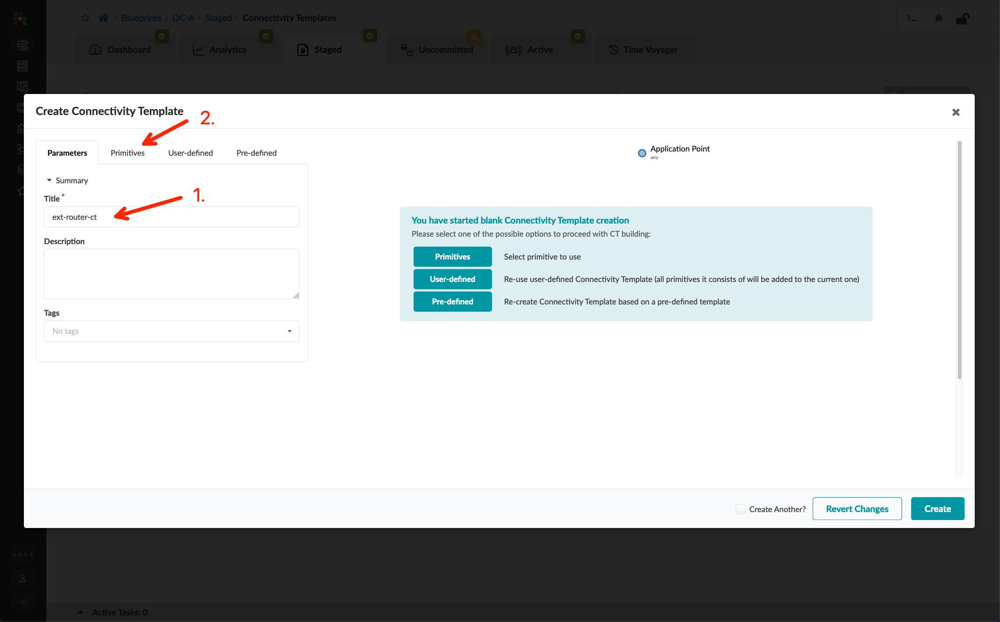 Blueprints DC-A Staged Connectivity Templates
Dashboard Analytics Staged Uncommitted Active Time Voyager
Create Connectivity Template
2.
Parameters Primitives User-defined Pre-defined
Application Point
any
Summary
1.
Title *
ext-router-ct
Description
Tags
No tags
You have started blank Connectivity Template creation
Please select one of the possible options to proceed with CT building:
Primitives Select primitive to use
User-defined Re-use user-defined Connectivity Template (all primitives it consists of will be added to the current one)
Pre-defined Re-create Connectivity Template based on a pre-defined template
Create Another? Revert Changes Create
Active Tasks: 0